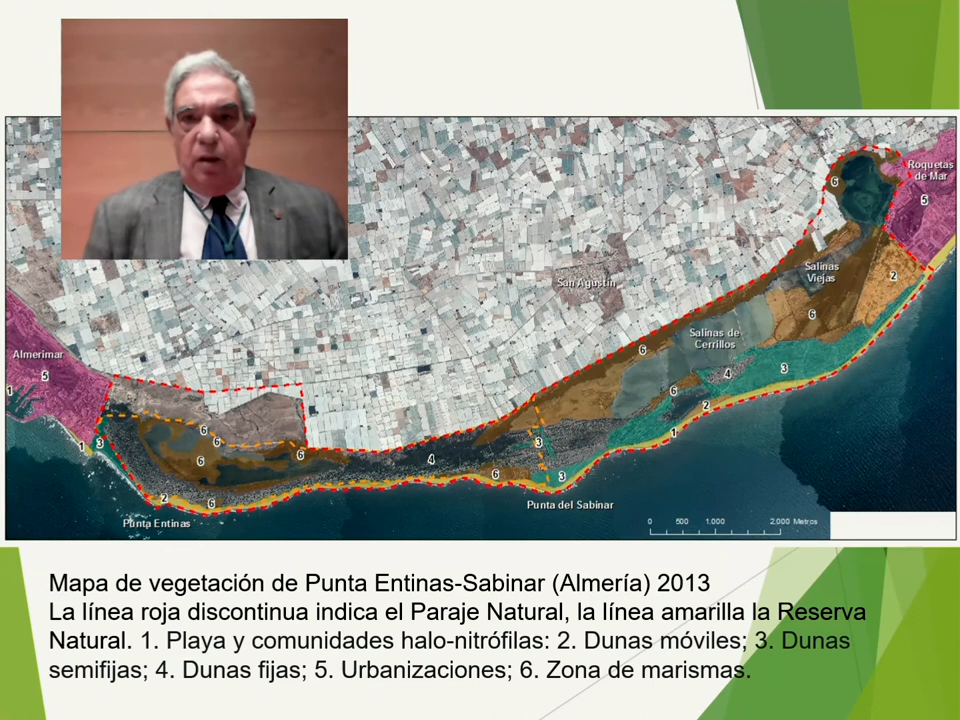 Roquetas
de Mar
6
5
Salinas
Viejas
2
San Agustín
6
Salinas de
Cerrillos
6
Almerimar
5
4
3
1
6
2
6
6
3
1
1
3
6
6
4
6
3
2
6
Punta del Sabinar
Punta Entinas
0 500 1.000 2.000 Metros
Mapa de vegetación de Punta Entinas-Sabinar (Almería) 2013
La línea roja discontinua indica el Paraje Natural, la línea amarilla la Reserva
Natural. 1. Playa y comunidades halo-nitrófilas: 2. Dunas móviles; 3. Dunas
semifijas; 4. Dunas fijas; 5. Urbanizaciones; 6. Zona de marismas.